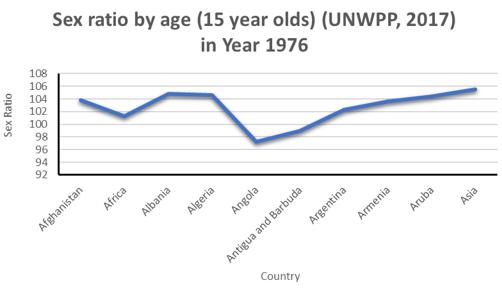 Sex ratio by age (15 year olds) (UNWPP, 2017)
in Year 1976
Sex Ratio
108
106
104
102
100
98
96
94
92
Afghanistan
Africa
Albania
Algeria
Angola
Antigua and Barbuda
Argentina
Armenia
Aruba
Asia
Country